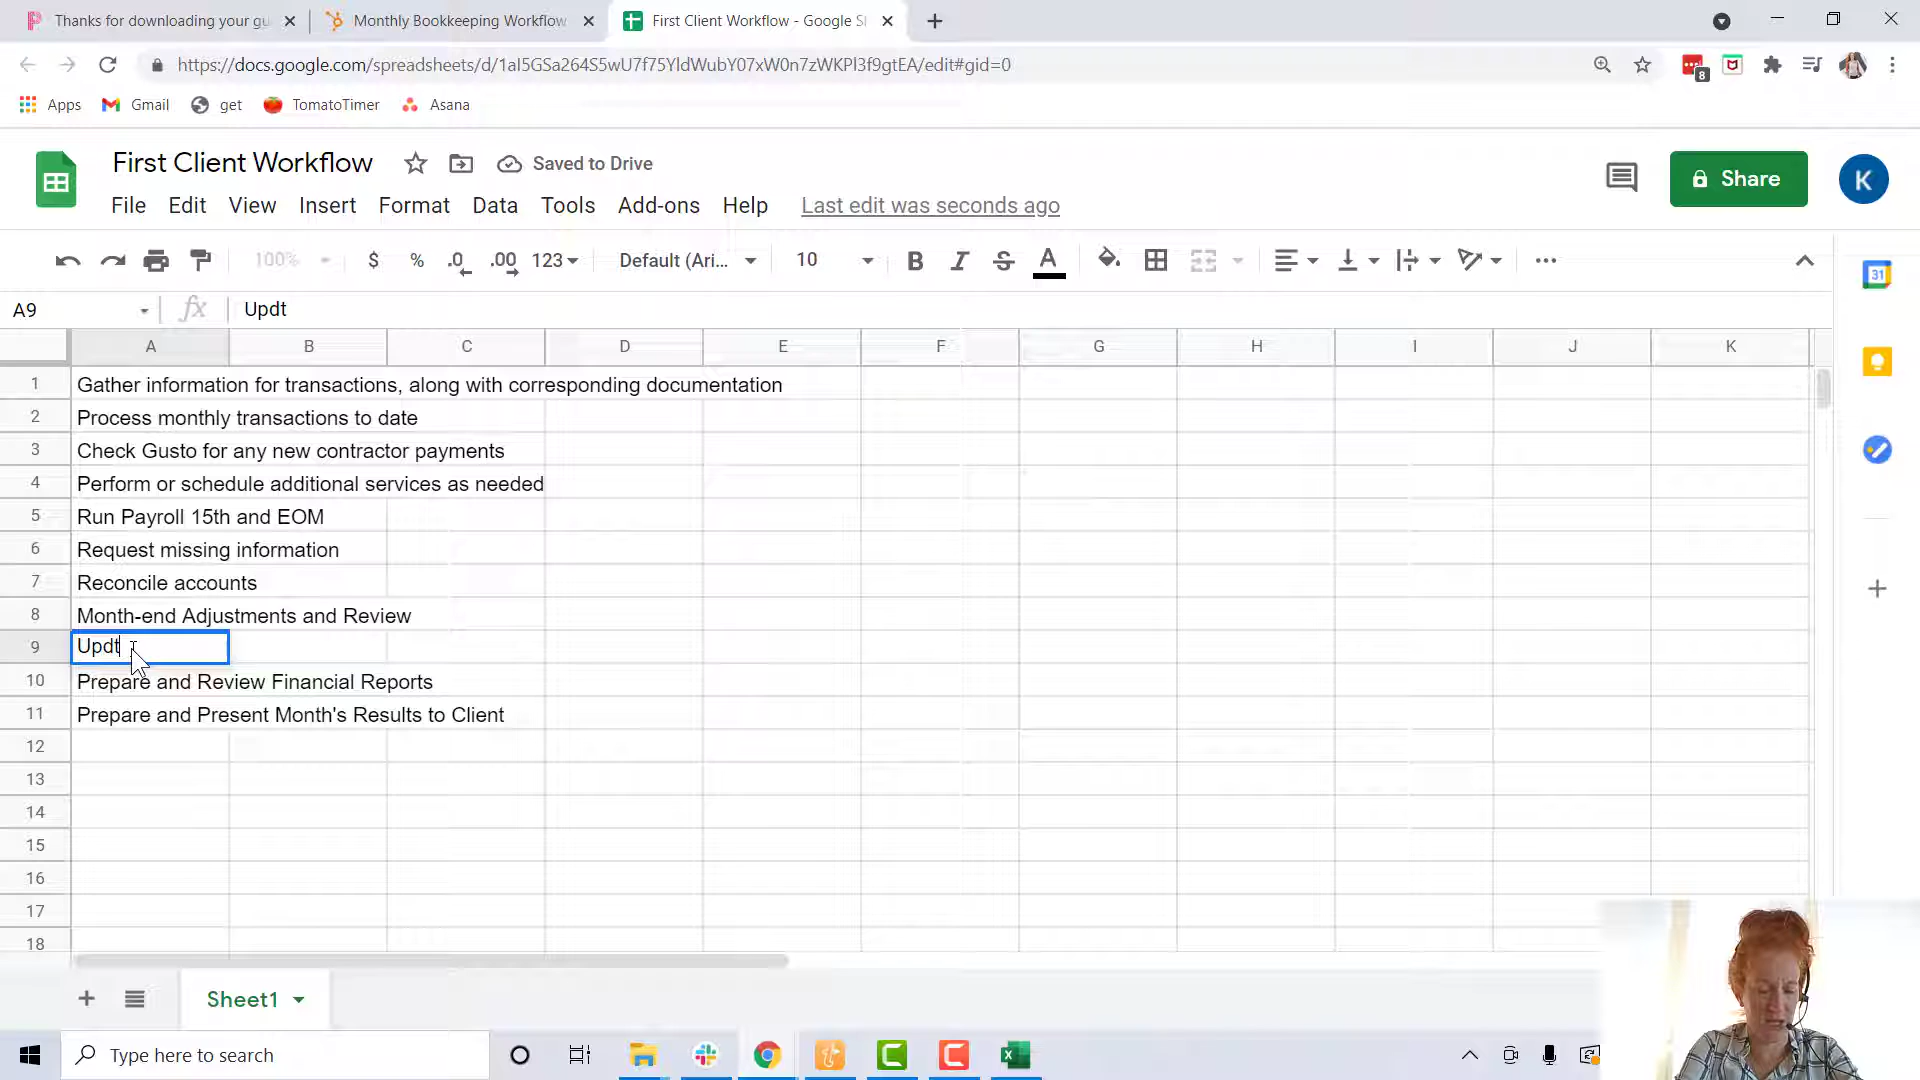 Thanks for downloading your gu
Monthly Bookkeeping Workflow
First Client Workflow - Google Sh
https://docs.google.com/spreadsheets/d/1aI5GSa264S5wU7f75YIdWubY07xW0n7zWKPl3f9gtEA/edit#gid=0
8
Apps
Gmail
get
TomatoTimer
Asana
First Client Workflow
Saved to Drive
Share
K
File Edit View Insert Format Data Tools Add-ons Help Last edit was seconds ago
100% $ % .0 .00 123 Default (Ari... 10 B I S A
31
A9 fx Updt
A B C D E F G H I J K
1 Gather information for transactions, along with corresponding documentation
2 Process monthly transactions to date
3 Check Gusto for any new contractor payments
4 Perform or schedule additional services as needed
5 Run Payroll 15th and EOM
6 Request missing information
7 Reconcile accounts
8 Month-end Adjustments and Review
9 Updt
10 Prepare and Review Financial Reports
11 Prepare and Present Month's Results to Client
12
13
14
15
16
17
18
Sheet1
Type here to search